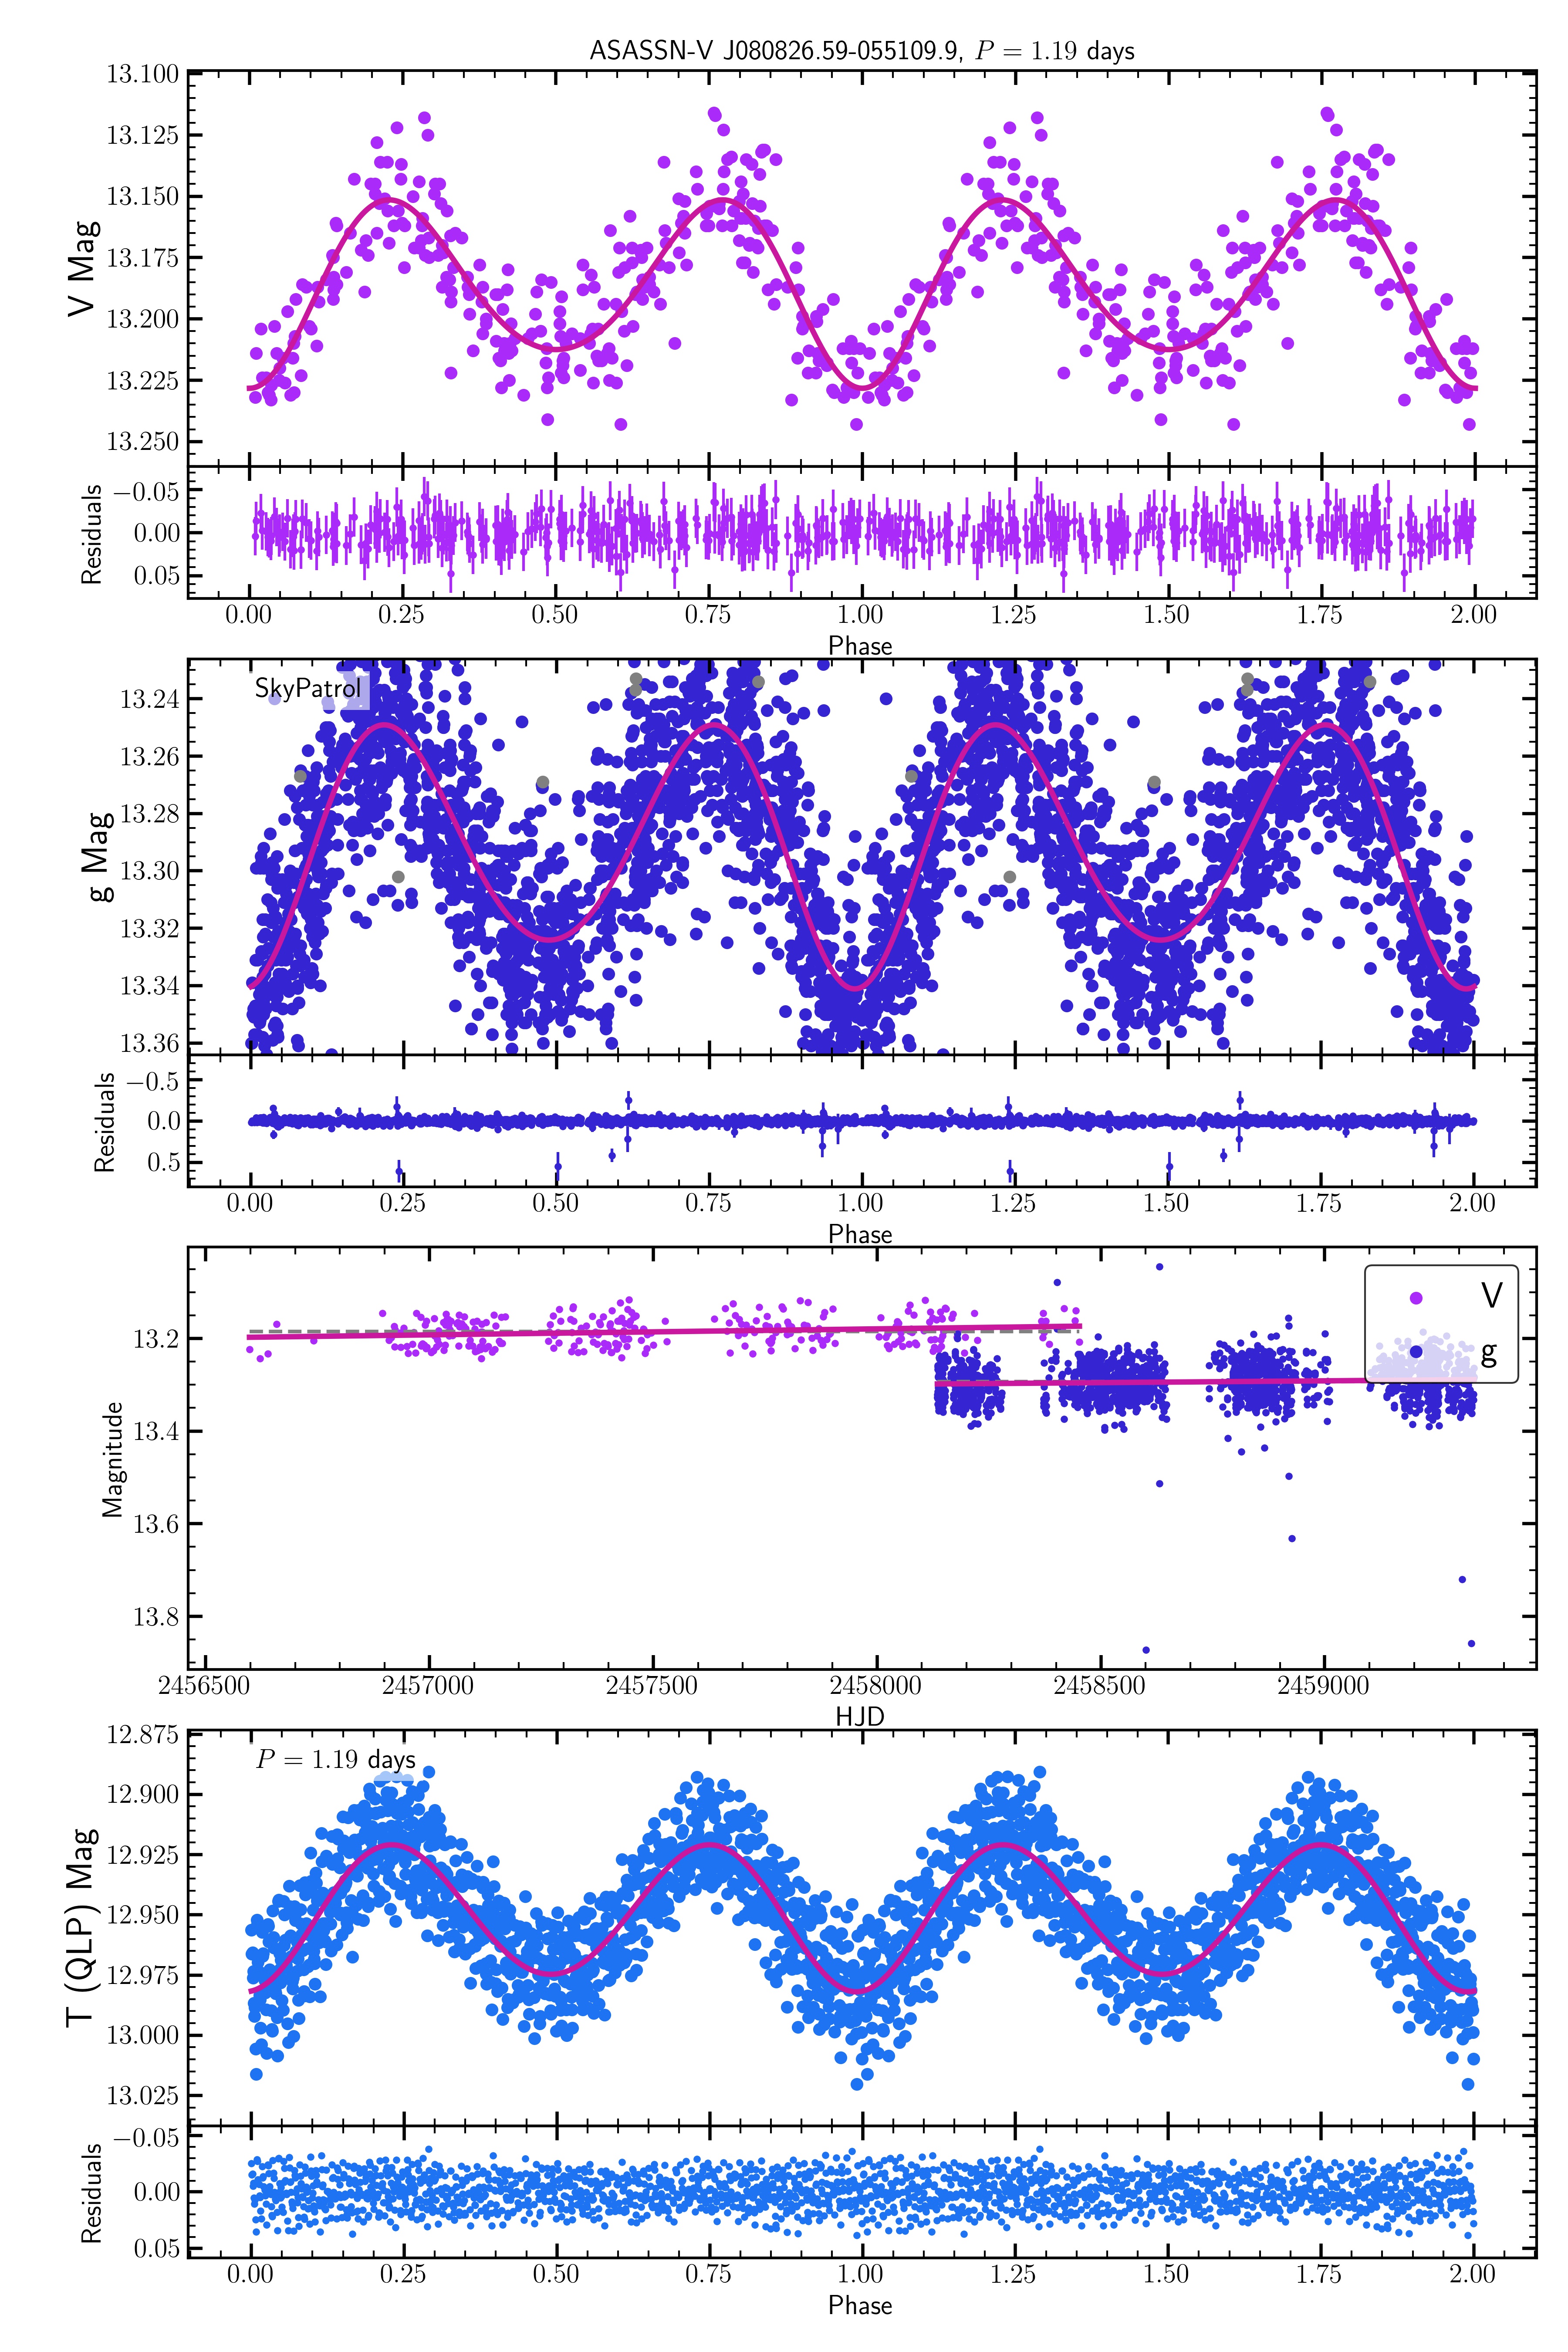 ASASSN-V J080826.59-055109.9, P = 1.19 days
V Mag
13.100
13.125
13.150
13.175
13.200
13.225
13.250
Residuals
−0.05
0.00
0.05
0.00 0.25 0.50 0.75 1.00 1.25 1.50 1.75 2.00
Phase
SkyPatrol
g Mag
13.24
13.26
13.28
13.30
13.32
13.34
13.36
Residuals
−0.5
0.0
0.5
0.00 0.25 0.50 0.75 1.00 1.25 1.50 1.75 2.00
Phase
V
g
Magnitude
13.2
13.4
13.6
13.8
2456500 2457000 2457500 2458000 2458500 2459000
HJD
P = 1.19 days
T (QLP) Mag
12.875
12.900
12.925
12.950
12.975
13.000
13.025
Residuals
−0.05
0.00
0.05
0.00 0.25 0.50 0.75 1.00 1.25 1.50 1.75 2.00
Phase